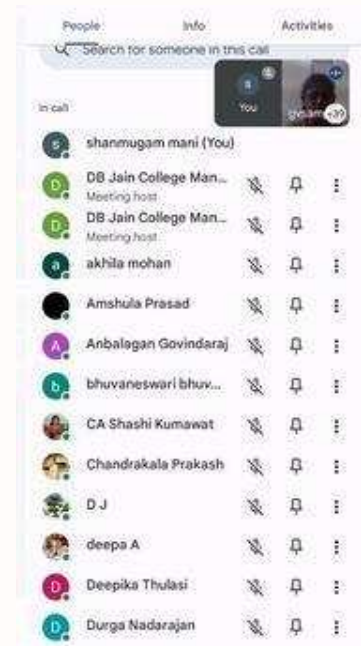 People Info Activities
Search for someone in this call
In call
S
You
+39
s shanmugam mani (You)
D DB Jain College Man...
Meeting host
D DB Jain College Man...
Meeting host
a akhila mohan
Amshula Prasad
A Anbalagan Govindaraj
b bhuvaneswari bhuv...
CA Shashi Kumawat
Chandrakala Prakash
D J
deepa A
D Deepika Thulasi
D Durga Nadarajan